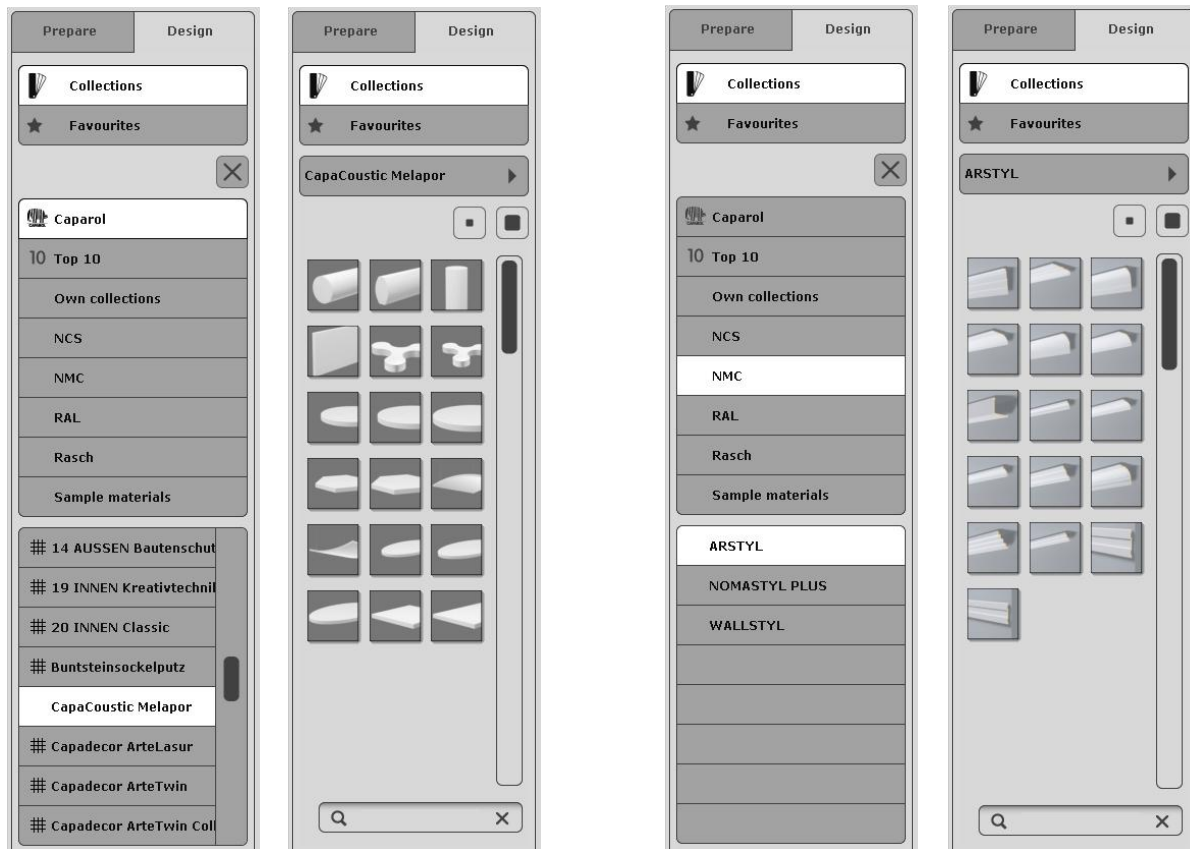 Prepare
Design
Collections
Favourites
Caparol
10 Top 10
Own collections
NCS
NMC
RAL
Rasch
Sample materials
14 AUSSEN Bautenschut
19 INNEN Kreativtechnil
20 INNEN Classic
Buntsteinsockelputz
CapaCoustic Melapor
Capadecor ArteLasur
Capadecor ArteTwin
Capadecor ArteTwin Coll
Prepare
Design
Collections
Favourites
CapaCoustic Melapor
Prepare
Design
Collections
Favourites
Caparol
10 Top 10
Own collections
NCS
NMC
RAL
Rasch
Sample materials
ARSTYL
NOMASTYL PLUS
WALLSTYL
Prepare
Design
Collections
Favourites
ARSTYL